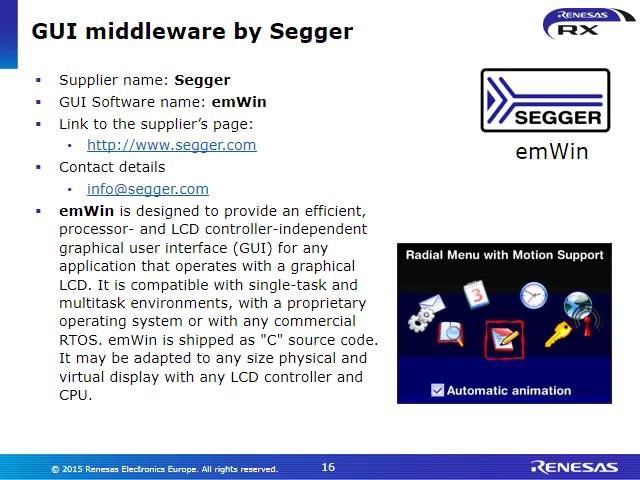 GUI middleware by Segger
RENESAS
RX
Supplier name: Segger
GUI Software name: emWin
Link to the supplier’s page:
http://www.segger.com
Contact details
info@segger.com
emWin is designed to provide an efficient,
processor- and LCD controller-independent
graphical user interface (GUI) for any
application that operates with a graphical
LCD. It is compatible with single-task and
multitask environments, with a proprietary
operating system or with any commercial
RTOS. emWin is shipped as "C" source code.
It may be adapted to any size physical and
virtual display with any LCD controller and
CPU.
SEGGER
emWin
Radial Menu with Motion Support
3
Automatic animation
© 2015 Renesas Electronics Europe. All rights reserved.
16
RENESAS